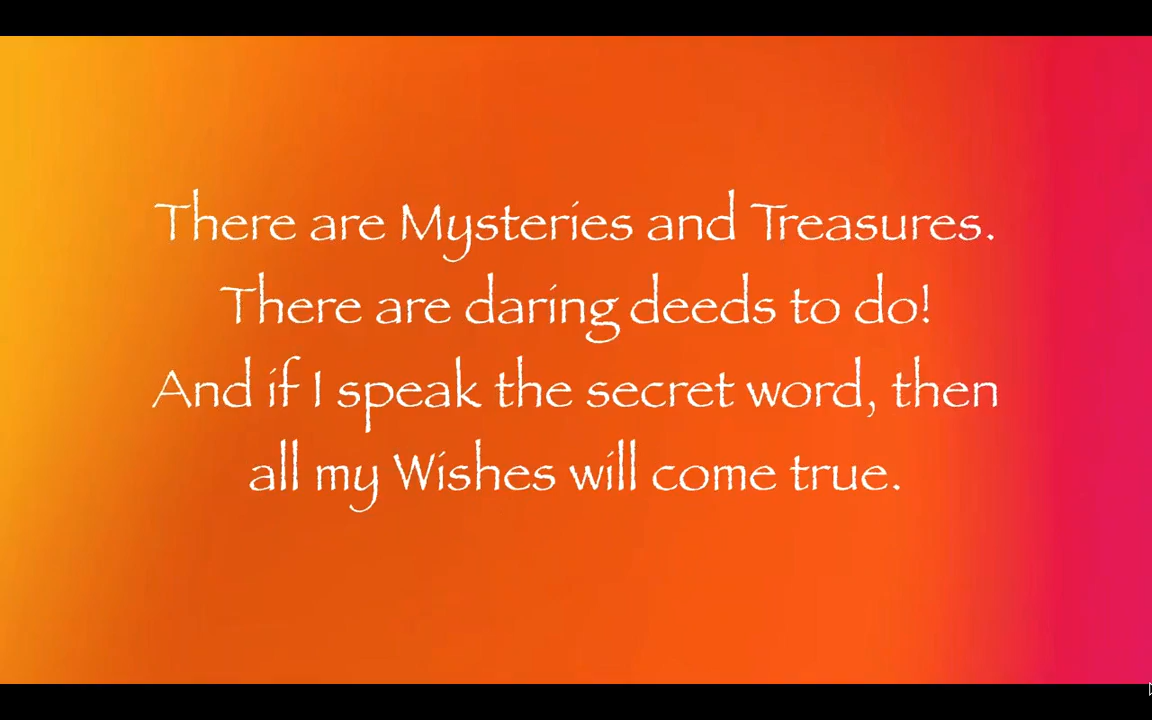 There are Mysteries and Treasures.
There are daring deeds to do!
And if I speak the secret word, then
all my Wishes will come true.